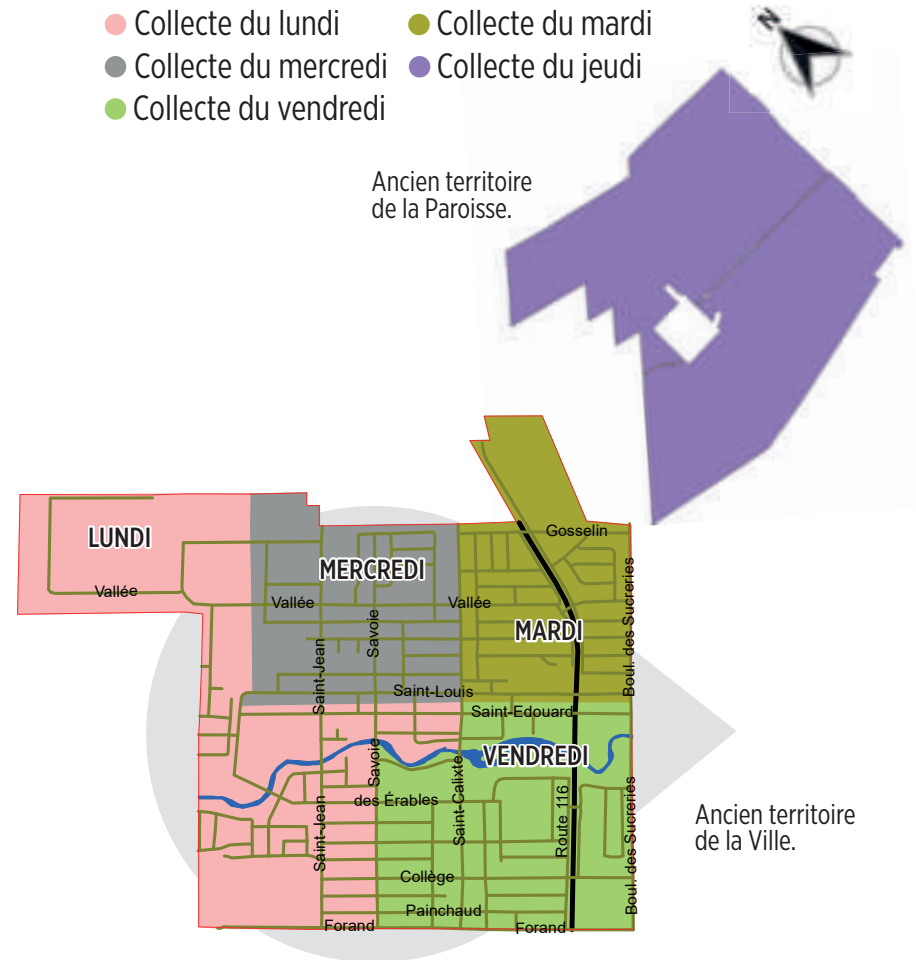 Collecte du lundi
Collecte du mardi
Collecte du mercredi
Collecte du jeudi
Collecte du vendredi
N
Ancien territoire
de la Paroisse.
Gosselin
LUNDI
MERCREDI
Vallée
Vallée
Vallée
MARDI
Savoie
Boul. des Sucreries
Saint-Jean
Saint-Louis
Saint-Edouard
VENDREDI
Savoie
Saint-Calixte
des Érables
Route 116
Saint-Jean
Boul. des Sucreries
Ancien territoire
de la Ville.
Collège
Painchaud
Forand
Forand